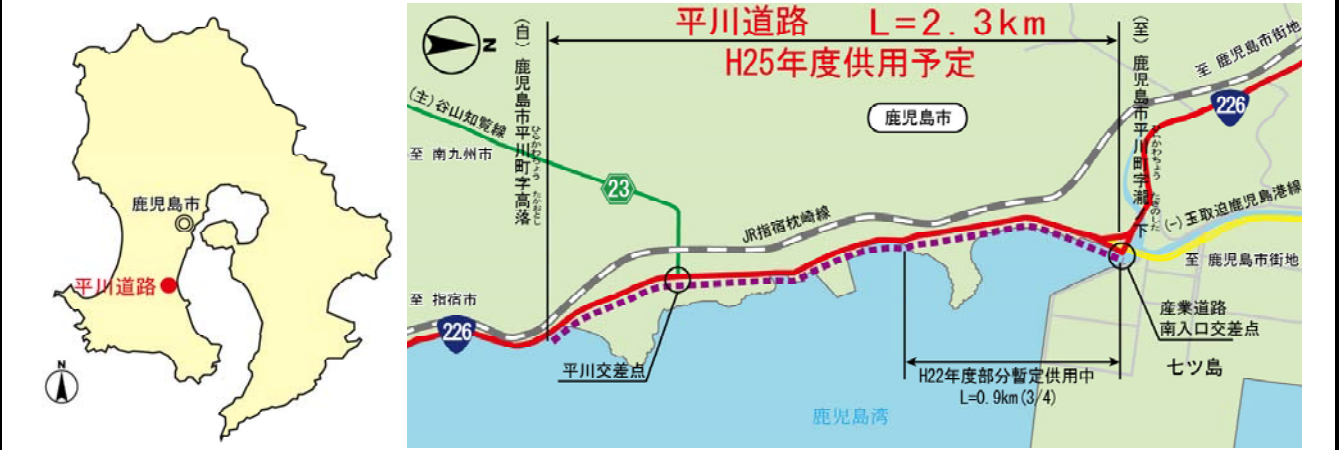 鹿児島市
平川道路
N
平川道路　L=2.3km
H25年度供用予定
N
(自)鹿児島市平川町字高落
ひらかわちょう たかおとし
(至)鹿児島市平川町字瀧ノ下
ひらかわちょう たきのした
至 鹿児島市街地
226
(主)谷山知覧線
至 南九州市
23
鹿児島市
JR指宿枕崎線
(一)玉取迫鹿児島港線
至 鹿児島市街地
至 指宿市
226
平川交差点
産業道路
南入口交差点
H22年度部分暫定供用中
L=0.9km(3/4)
七ツ島
鹿児島湾